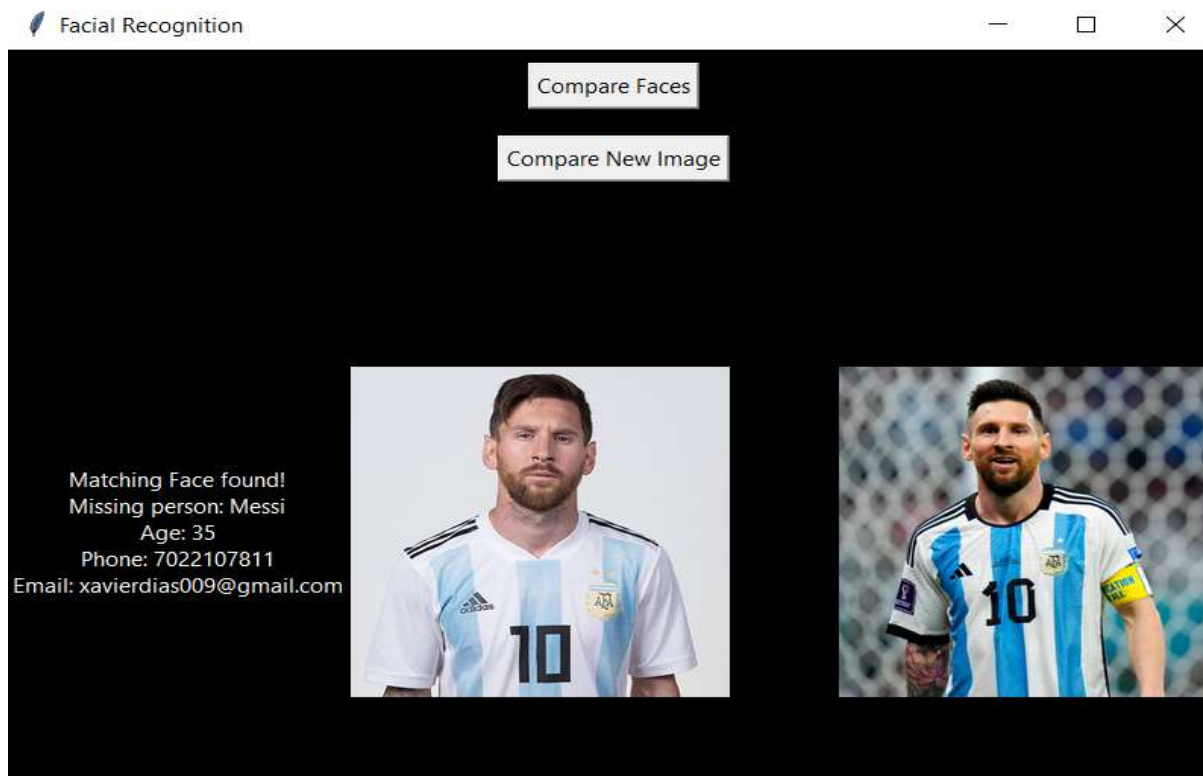 Facial Recognition
Compare Faces
Compare New Image
Matching Face found!
Missing person: Messi
Age: 35
Phone: 7022107811
Email: xavierdias009@gmail.com
adidas
AFA
10
AFA
10